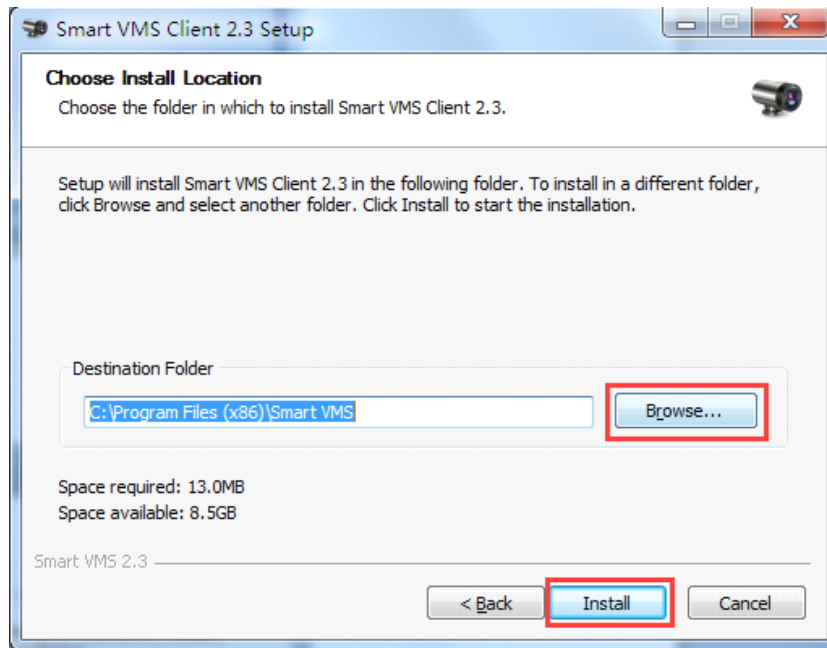 Smart VMS Client 2.3 Setup
Choose Install Location
Choose the folder in which to install Smart VMS Client 2.3.
Setup will install Smart VMS Client 2.3 in the following folder. To install in a different folder,
click Browse and select another folder. Click Install to start the installation.
Destination Folder
C:\Program Files (x86)\Smart VMS
Browse...
Space required: 13.0MB
Space available: 8.5GB
Smart VMS 2.3
< Back
Install
Cancel